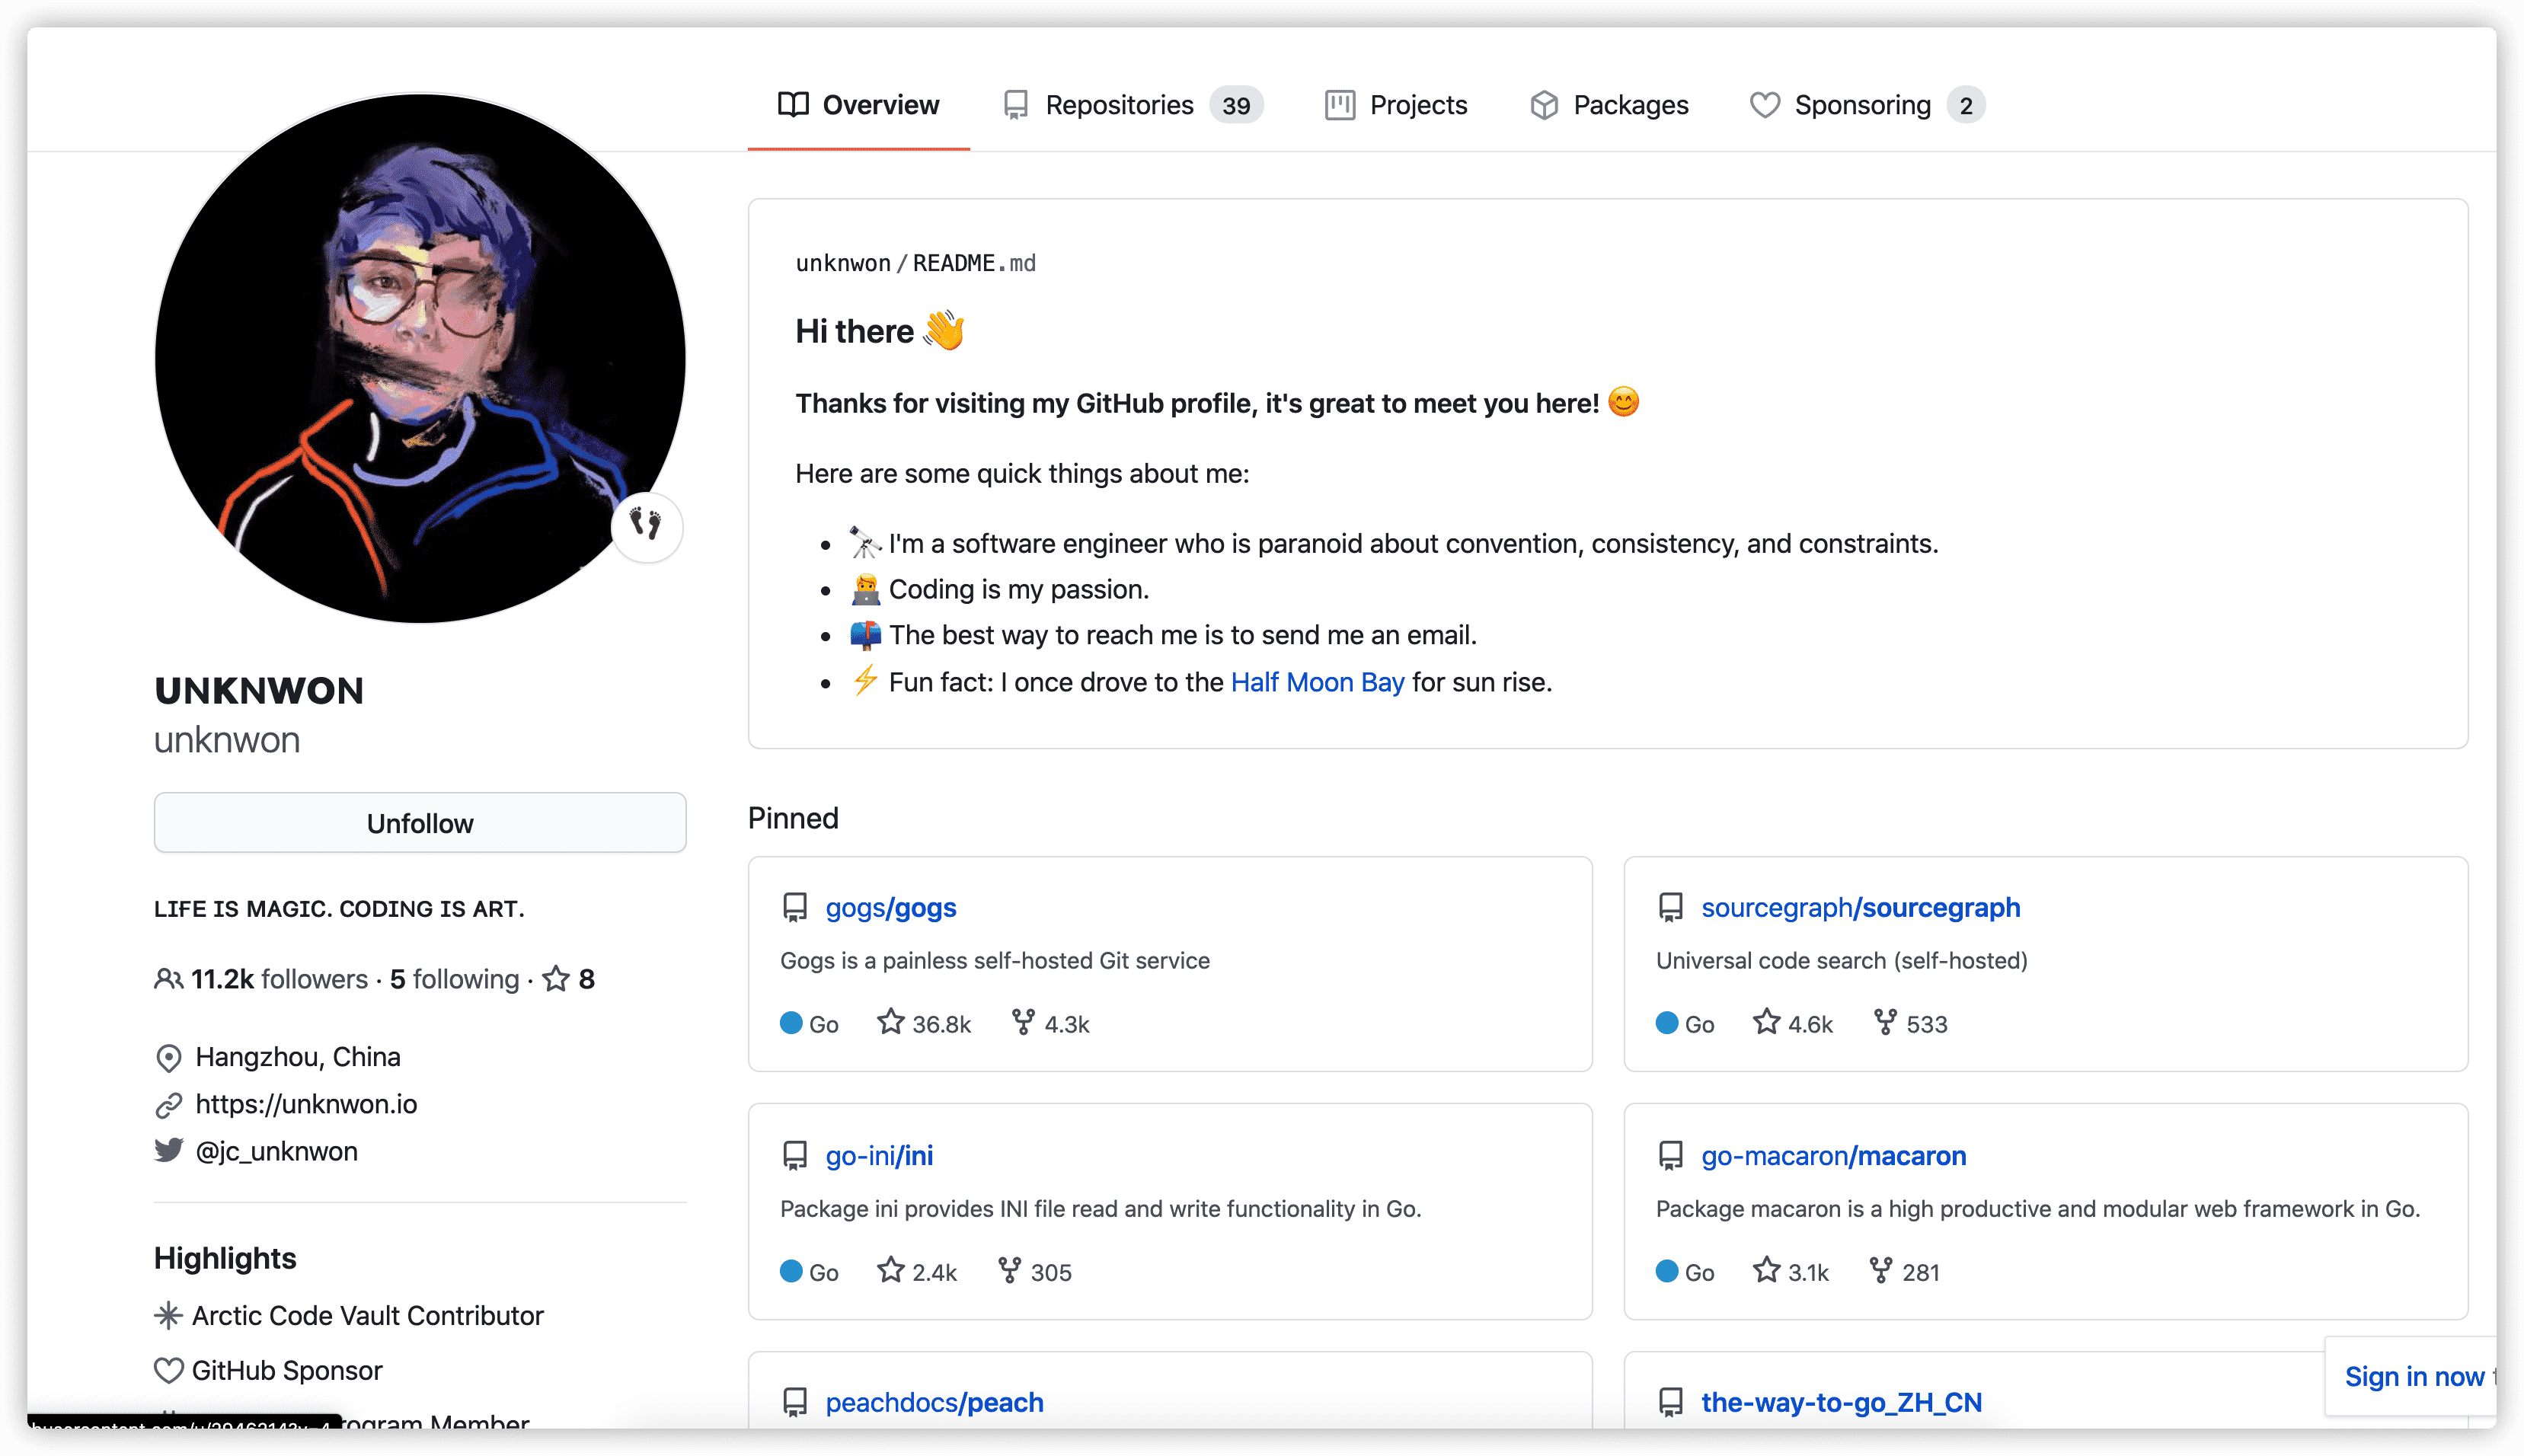 Overview Repositories 39 Projects Packages Sponsoring 2
unknwon/README.md
Hi there 👋
Thanks for visiting my GitHub profile, it's great to meet you here! 😊
Here are some quick things about me:
• 🔭 I'm a software engineer who is paranoid about convention, consistency, and constraints.
• 👨‍💻 Coding is my passion.
• 📫 The best way to reach me is to send me an email.
• ⚡ Fun fact: I once drove to the Half Moon Bay for sun rise.
UNKNWON
unknwon
Unfollow
LIFE IS MAGIC. CODING IS ART.
11.2k followers · 5 following · 8
Hangzhou, China
https://unknwon.io
@jc_unknwon
Highlights
Arctic Code Vault Contributor
GitHub Sponsor
Member
Pinned
gogs/gogs
Gogs is a painless self-hosted Git service
Go 36.8k 4.3k
sourcegraph/sourcegraph
Universal code search (self-hosted)
Go 4.6k 533
go-ini/ini
Package ini provides INI file read and write functionality in Go.
Go 2.4k 305
go-macaron/macaron
Package macaron is a high productive and modular web framework in Go.
Go 3.1k 281
peachdocs/peach
the-way-to-go_ZH_CN
Sign in now